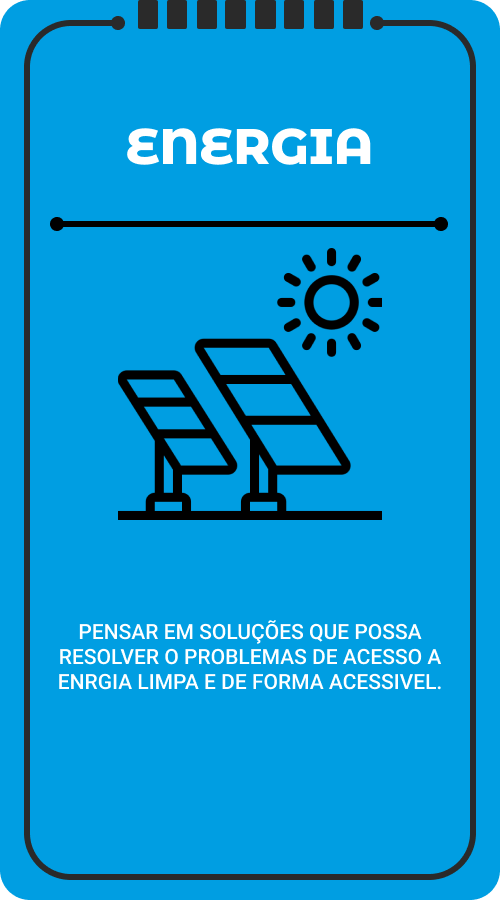 ENERGIA
PENSAR EM SOLUÇÕES QUE POSSA
RESOLVER O PROBLEMAS DE ACESSO A
ENRGIA LIMPA E DE FORMA ACESSIVEL.